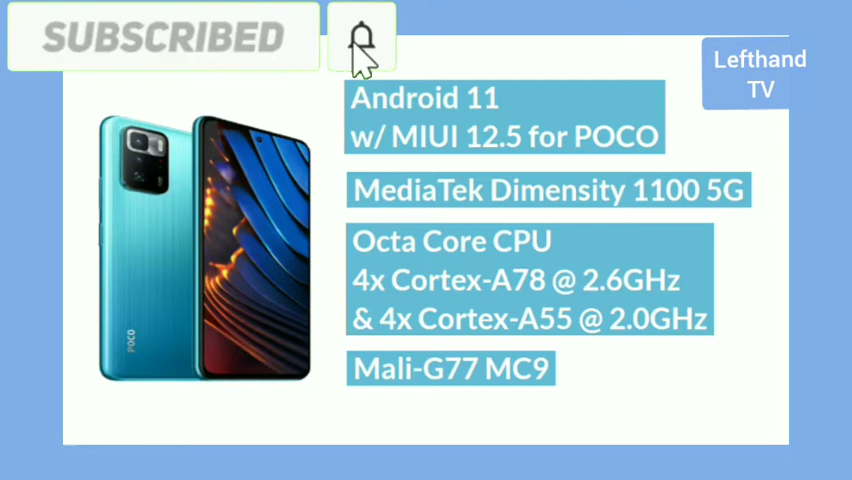 SUBSCRIBED
Lefthand
TV
Android 11
w/ MIUI 12.5 for POCO
MediaTek Dimensity 1100 5G
Octa Core CPU
4x Cortex-A78 @ 2.6GHz
& 4x Cortex-A55 @ 2.0GHz
Mali-G77 MC9
POCO